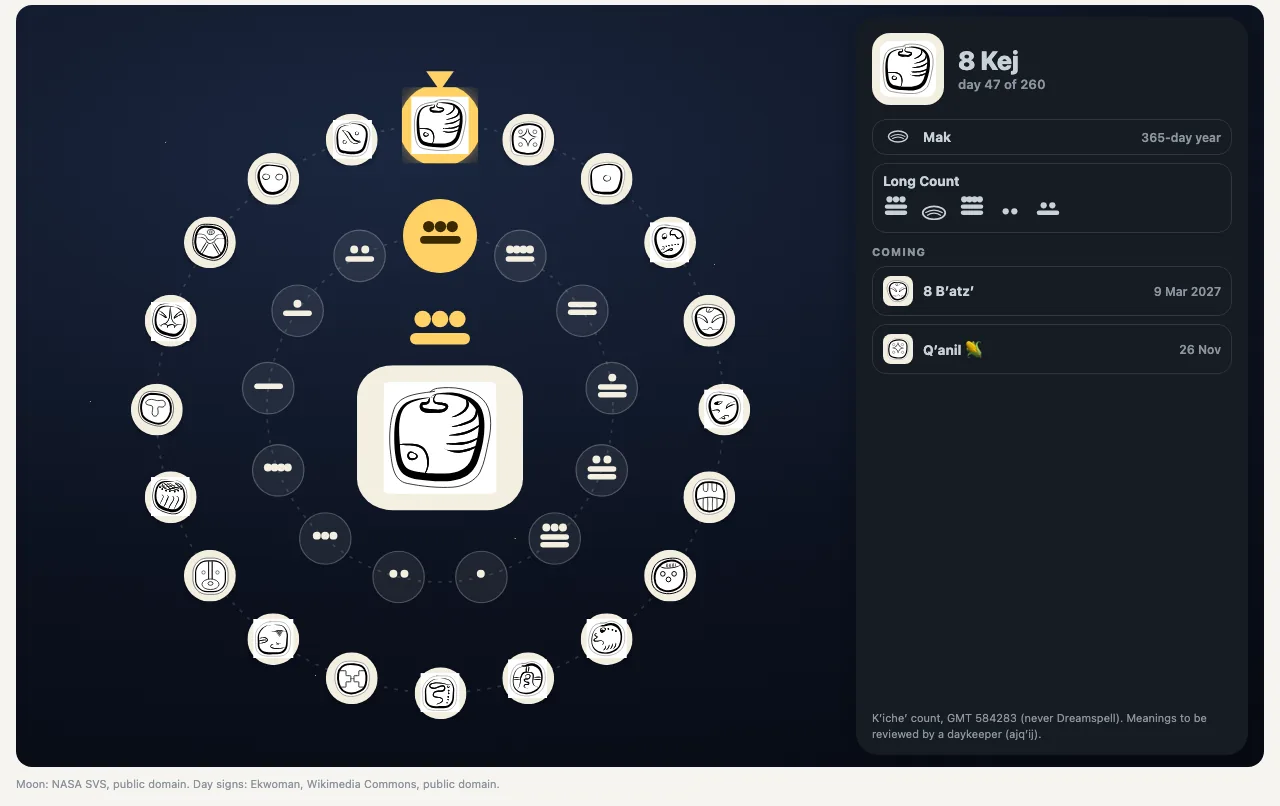 8 Kej
day 47 of 260
Mak
365-day year
Long Count
COMING
8 B’atz’
9 Mar 2027
Q’anil 🌽
26 Nov
K’iche’ count, GMT 584283 (never Dreamspell). Meanings to be
reviewed by a daykeeper (ajq’ij).
Moon: NASA SVS, public domain. Day signs: Ekwoman, Wikimedia Commons, public domain.